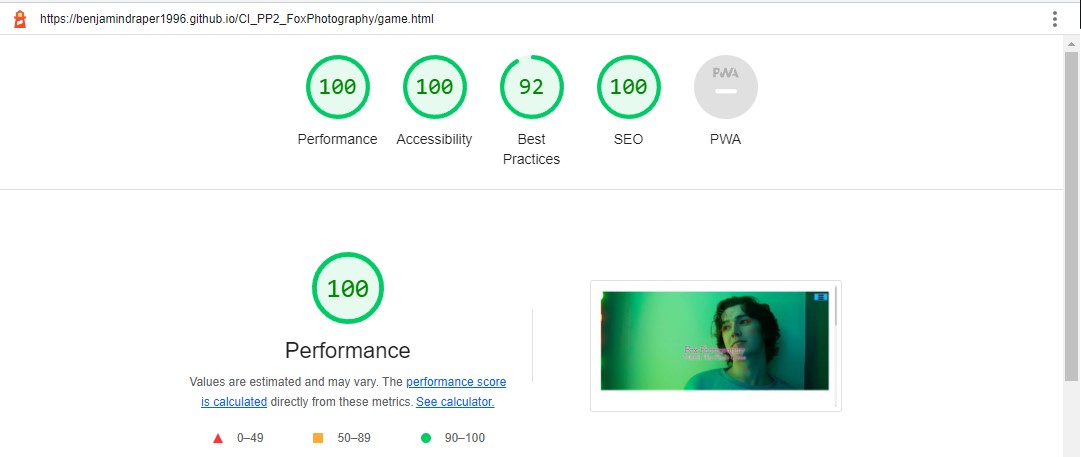 https://benjamindraper1996.github.io/CI_PP2_FoxPhotography/game.html
100
100
92
100
PWA
Performance
Accessibility
Best
Practices
SEO
PWA
100
Performance
Values are estimated and may vary. The performance score
is calculated directly from these metrics. See calculator.
0–49
50–89
90–100